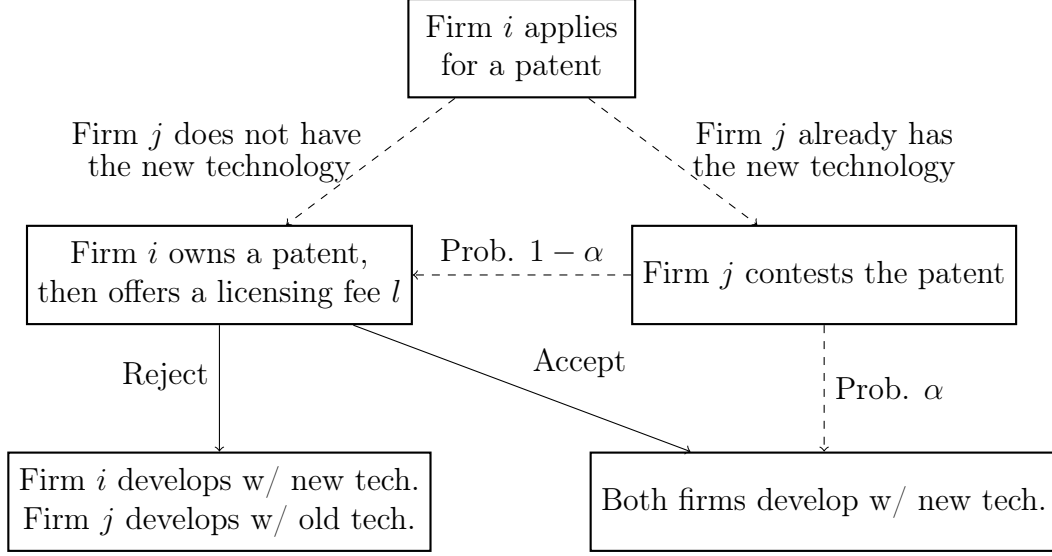 Firm i applies
for a patent
Firm j does not have
the new technology
Firm j already has
the new technology
Firm i owns a patent,
then offers a licensing fee l
Prob. 1 − α
Firm j contests the patent
Reject
Accept
Prob. α
Firm i develops w/ new tech.
Firm j develops w/ old tech.
Both firms develop w/ new tech.